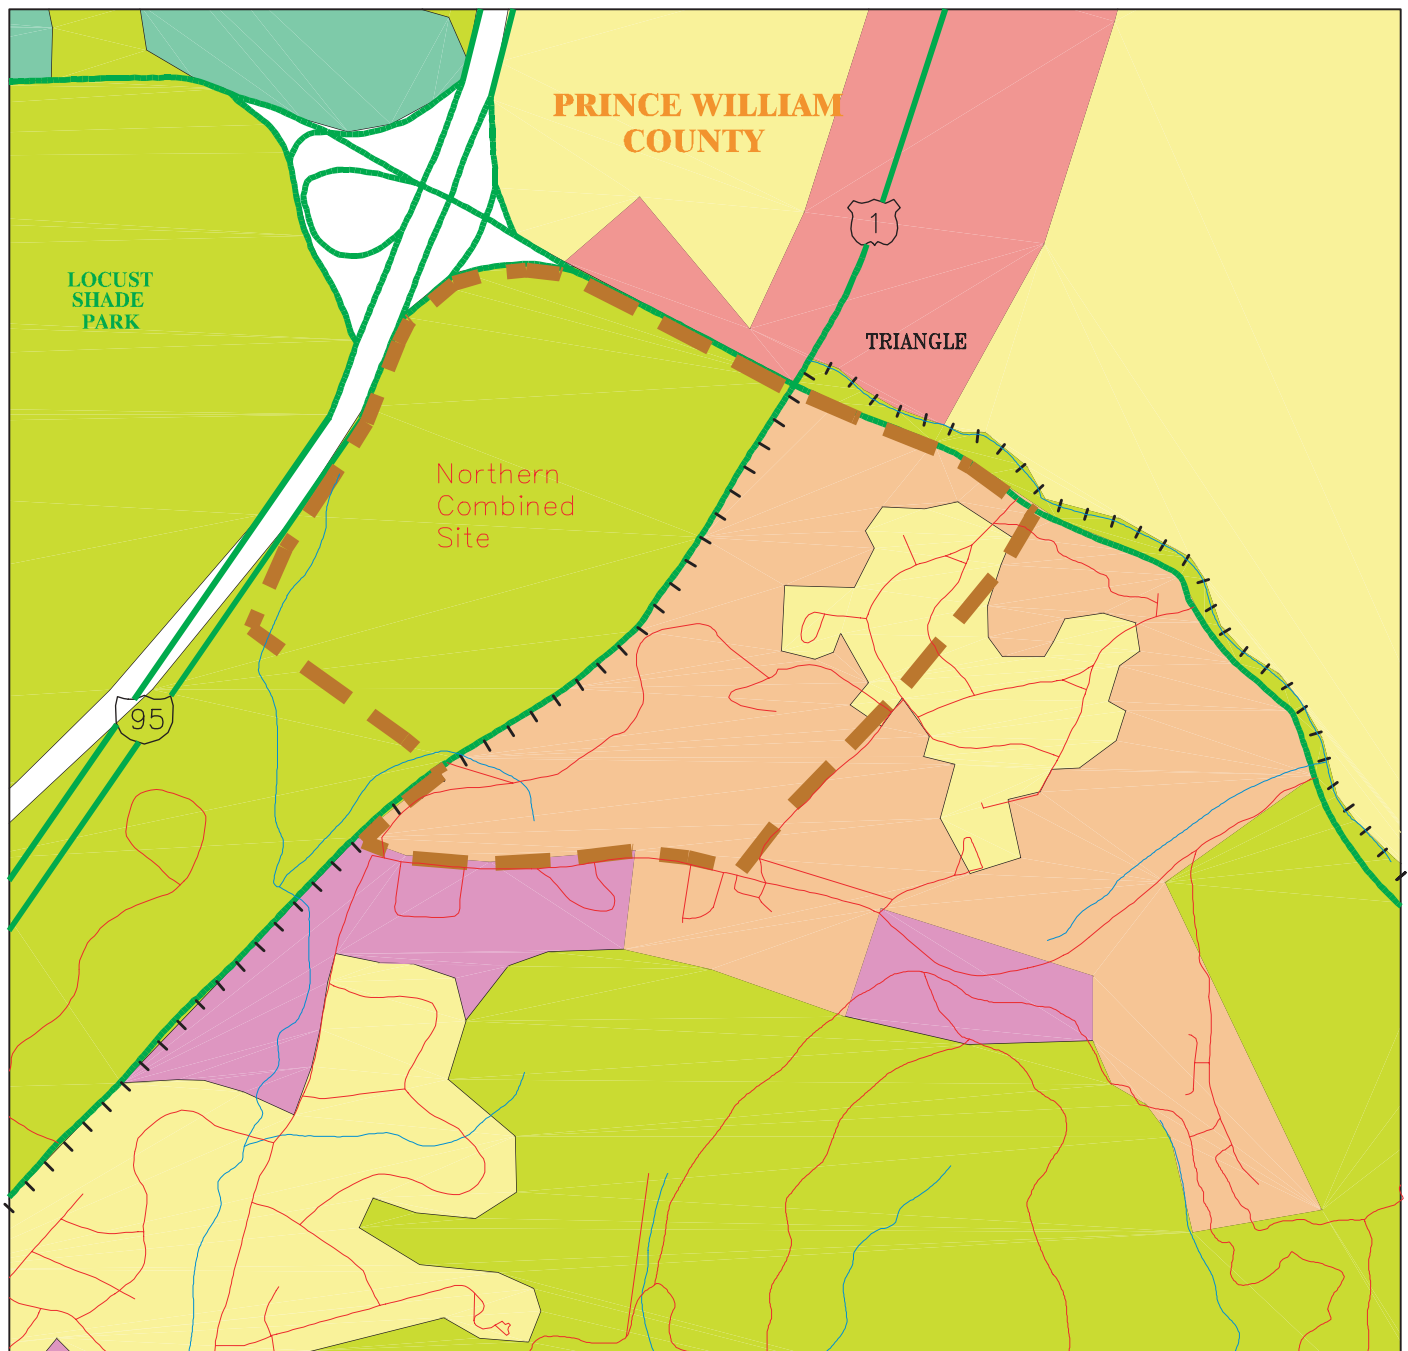 PRINCE WILLIAM
COUNTY
1
LOCUST
SHADE
PARK
TRIANGLE
Northern
Combined
Site
95